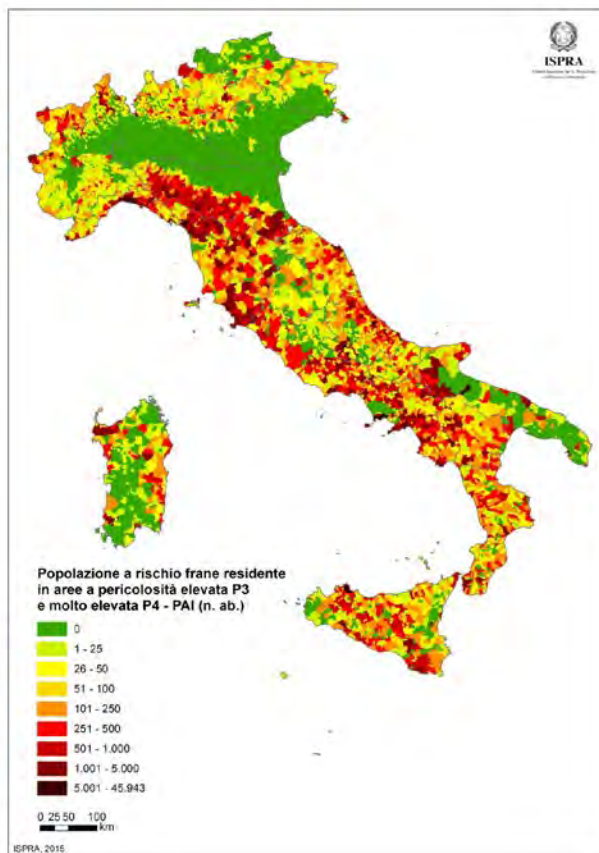 ISPRA
Popolazione a rischio frane residente
in aree a pericolosità elevata P3
e molto elevata P4 - PAI (n. ab.)
0
1 - 25
26 - 50
51 - 100
101 - 250
251 - 500
501 - 1.000
1.001 - 5.000
5.001 - 45.943
0 25 50 100
km
ISPRA, 2015